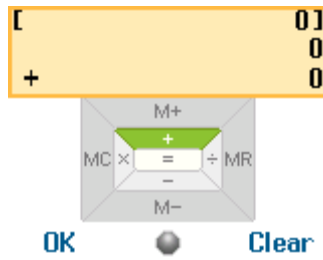 [ 0]
0
+ 0
M+
+
MC × = ÷ MR
−
M−
OK Clear